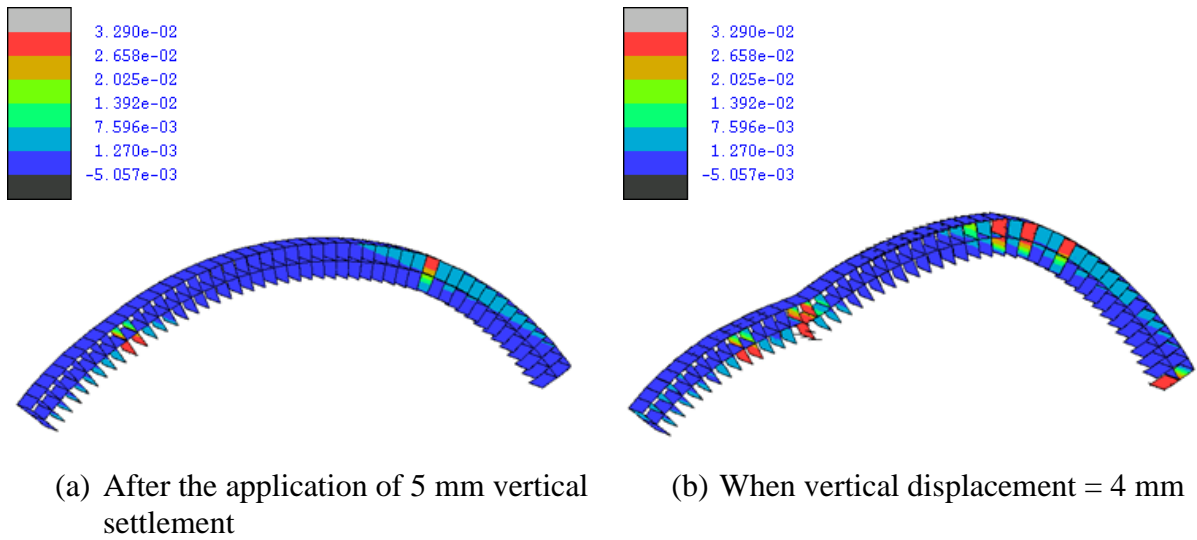 3.290e-02
2.658e-02
2.025e-02
1.392e-02
7.596e-03
1.270e-03
-5.057e-03
3.290e-02
2.658e-02
2.025e-02
1.392e-02
7.596e-03
1.270e-03
-5.057e-03
(a) After the application of 5 mm vertical
settlement
(b) When vertical displacement = 4 mm